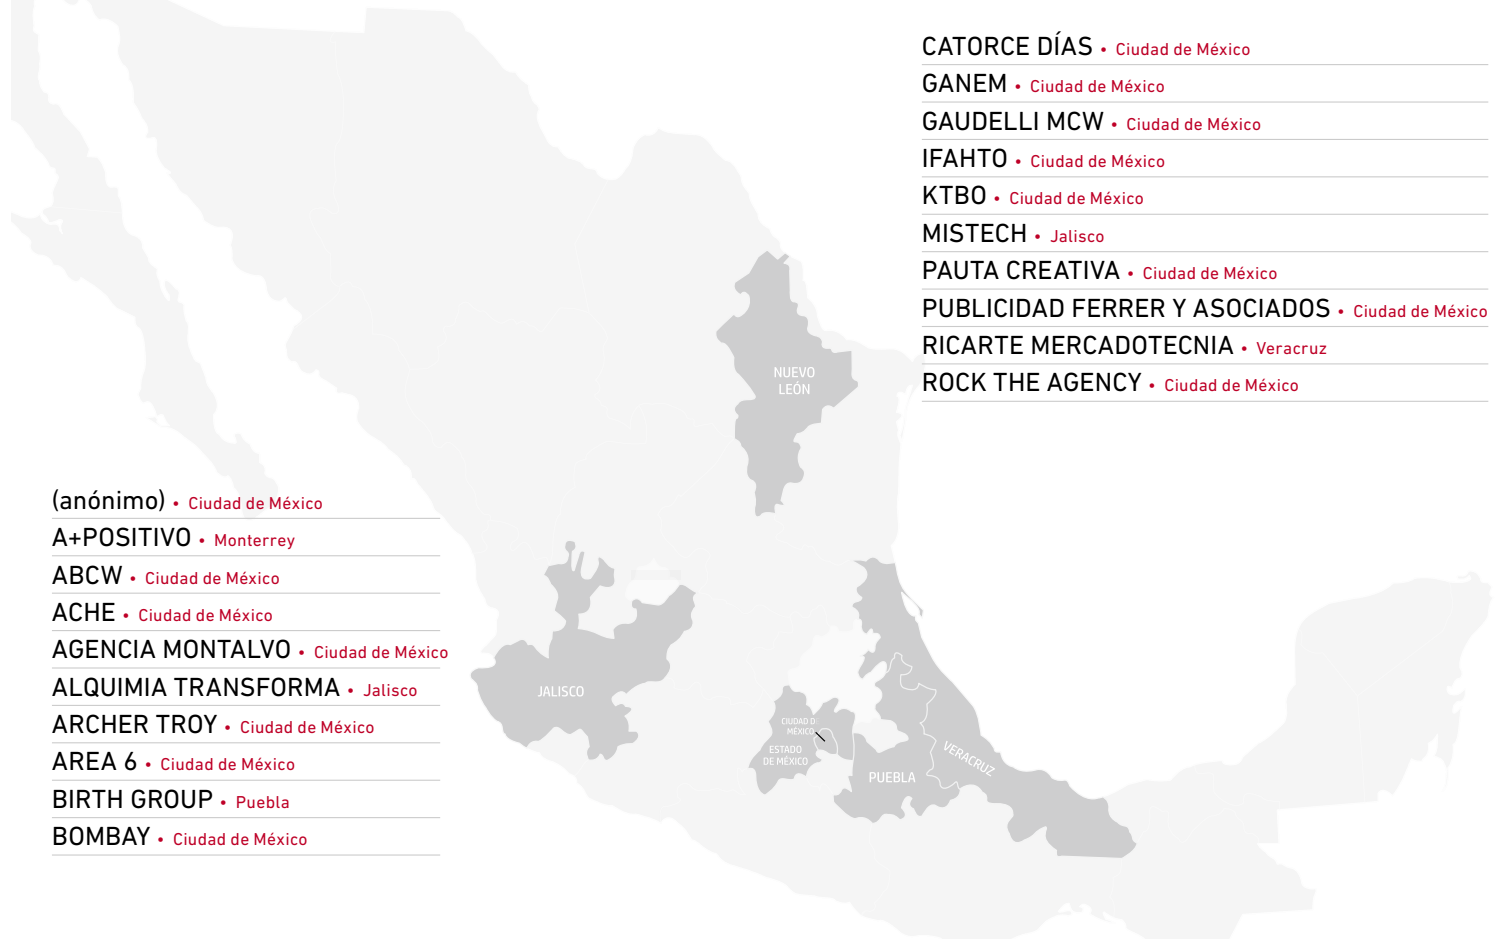 (anónimo) • Ciudad de México
A+POSITIVO • Monterrey
ABCW • Ciudad de México
ACHE • Ciudad de México
AGENCIA MONTALVO • Ciudad de México
ALQUIMIA TRANSFORMA • Jalisco
ARCHER TROY • Ciudad de México
AREA 6 • Ciudad de México
BIRTH GROUP • Puebla
BOMBAY • Ciudad de México
CATORCE DÍAS • Ciudad de México
GANEM • Ciudad de México
GAUDELLI MCW • Ciudad de México
IFAHTO • Ciudad de México
KTBO • Ciudad de México
MISTECH • Jalisco
PAUTA CREATIVA • Ciudad de México
PUBLICIDAD FERRER Y ASOCIADOS • Ciudad de México
RICARTE MERCADOTECNIA • Veracruz
ROCK THE AGENCY • Ciudad de México
NUEVO
LEÓN
JALISCO
CIUDAD DE
MÉXICO
ESTADO
DE MÉXICO
PUEBLA
VERACRUZ